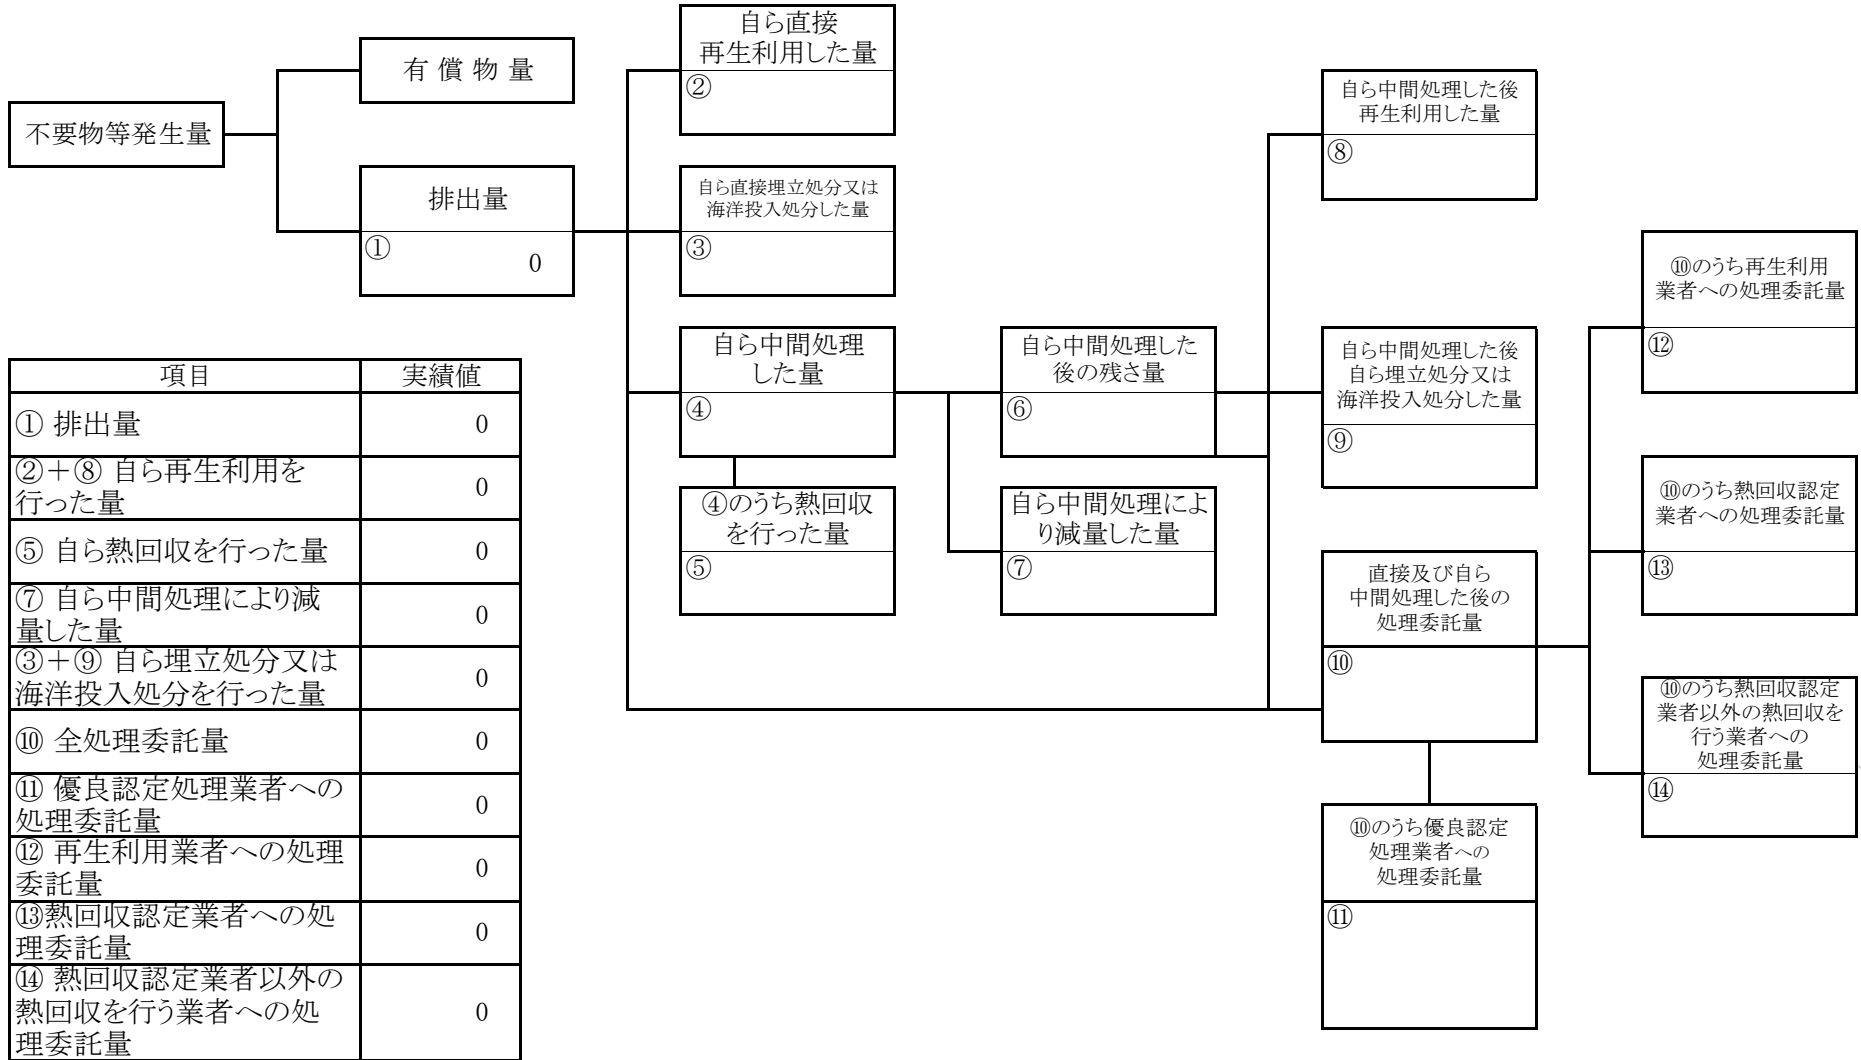 不要物等発生量
有 償 物 量
排出量
①
0
自ら直接
再生利用した量
②
自ら直接埋立処分又は
海洋投入処分した量
③
自ら中間処理
した量
④
④のうち熱回収
を行った量
⑤
自ら中間処理した
後の残さ量
⑥
自ら中間処理によ
り減量した量
⑦
自ら中間処理した後
再生利用した量
⑧
自ら中間処理した後
自ら埋立処分又は
海洋投入処分した量
⑨
直接及び自ら
中間処理した後の
処理委託量
⑩
⑩のうち優良認定
処理業者への
処理委託量
⑪
⑩のうち再生利用
業者への処理委託量
⑫
⑩のうち熱回収認定
業者への処理委託量
⑬
⑩のうち熱回収認定
業者以外の熱回収を
行う業者への
処理委託量
⑭
項目 実績値
① 排出量 0
②＋⑧ 自ら再生利用を
行った量 0
⑤ 自ら熱回収を行った量 0
⑦ 自ら中間処理により減
量した量 0
③＋⑨ 自ら埋立処分又は
海洋投入処分を行った量 0
⑩ 全処理委託量 0
⑪ 優良認定処理業者への
処理委託量 0
⑫ 再生利用業者への処理
委託量 0
⑬熱回収認定業者への処
理委託量 0
⑭ 熱回収認定業者以外の
熱回収を行う業者への処
理委託量 0